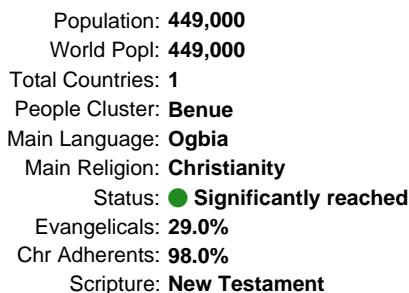 Population: 449,000
World Popl: 449,000
Total Countries: 1
People Cluster: Benue
Main Language: Ogbia
Main Religion: Christianity
Status: Significantly reached
Evangelicals: 29.0%
Chr Adherents: 98.0%
Scripture: New Testament